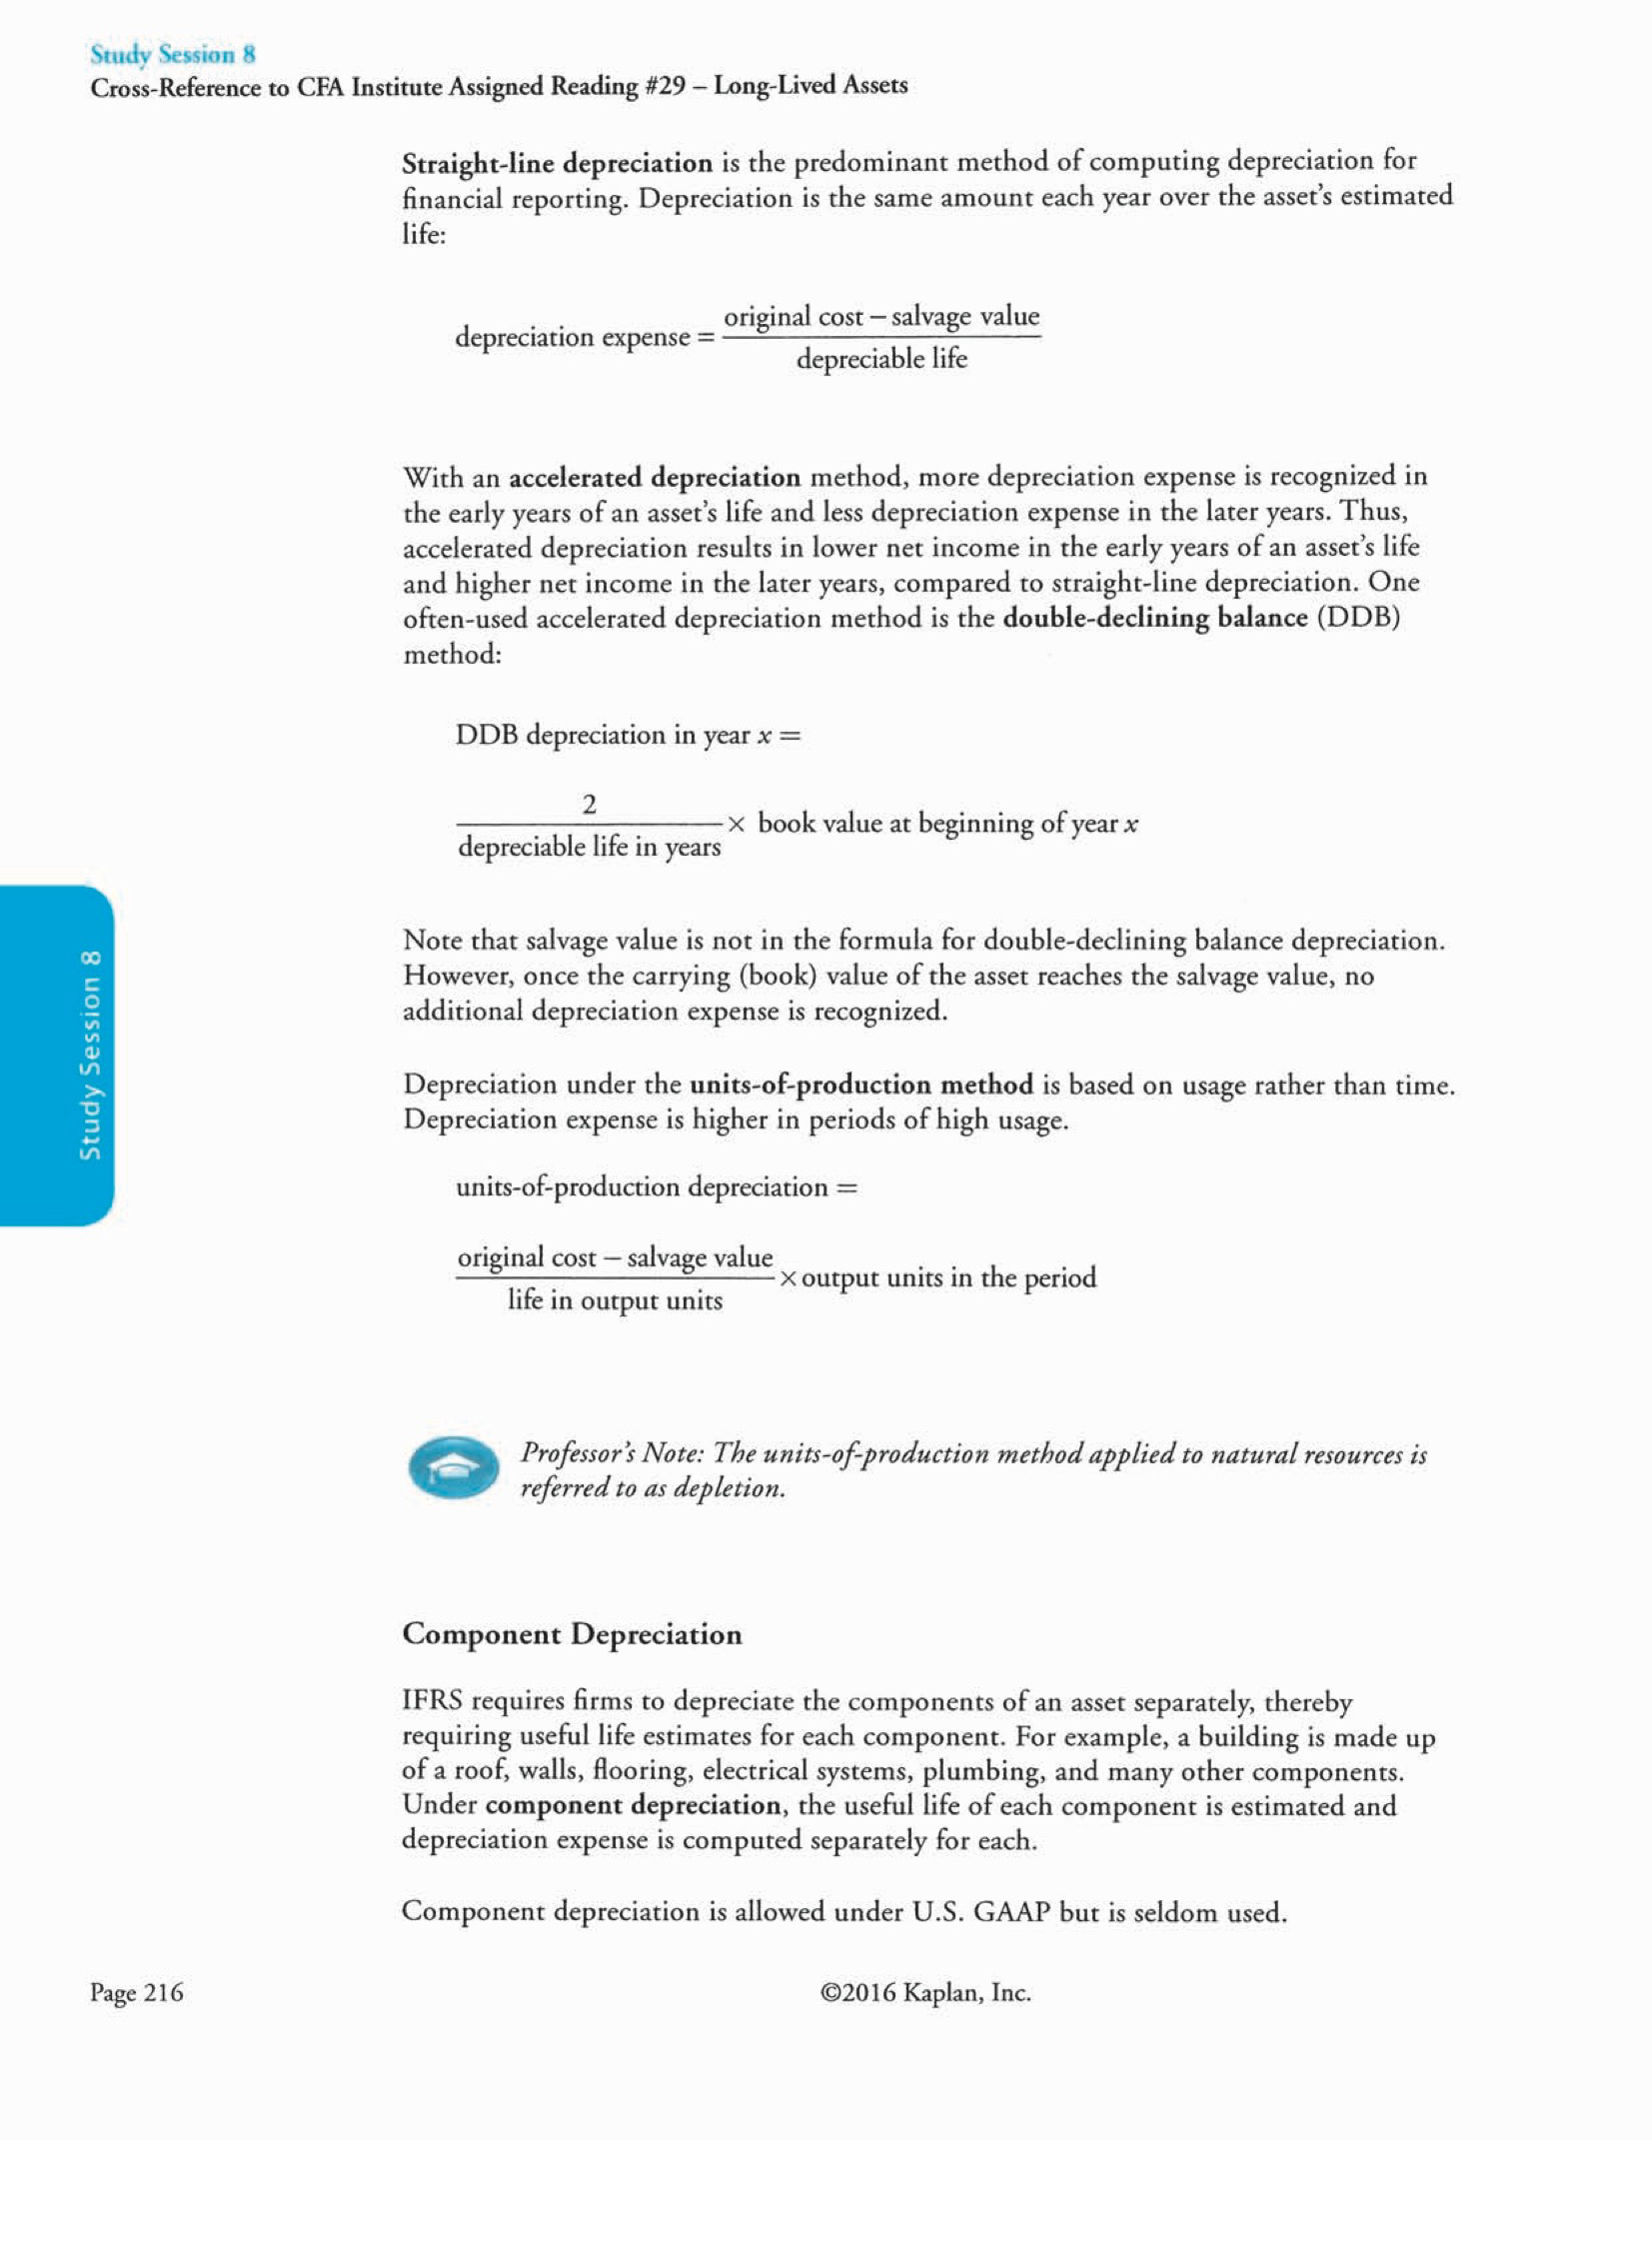 Study Session 8
Cross-Reference to CFA Institute Assigned Reading #29 – Long-Lived Assets
Straight-line depreciation is the predominant method of computing depreciation for
financial reporting. Depreciation is the same amount each year over the asset's estimated
life:
depreciation expense = original cost – salvage value
depreciable life
With an accelerated depreciation method, more depreciation expense is recognized in
the early years of an asset's life and less depreciation expense in the later years. Thus,
accelerated depreciation results in lower net income in the early years of an asset's life
and higher net income in the later years, compared to straight-line depreciation. One
often-used accelerated depreciation method is the double-declining balance (DDB)
method:
DDB depreciation in year x =
2
depreciable life in years × book value at beginning of year x
Note that salvage value is not in the formula for double-declining balance depreciation.
However, once the carrying (book) value of the asset reaches the salvage value, no
additional depreciation expense is recognized.
Study Session 8
Depreciation under the units-of-production method is based on usage rather than time.
Depreciation expense is higher in periods of high usage.
units-of-production depreciation =
original cost – salvage value
life in output units × output units in the period
Professor's Note: The units-of-production method applied to natural resources is
referred to as depletion.
Component Depreciation
IFRS requires firms to depreciate the components of an asset separately, thereby
requiring useful life estimates for each component. For example, a building is made up
of a roof, walls, flooring, electrical systems, plumbing, and many other components.
Under component depreciation, the useful life of each component is estimated and
depreciation expense is computed separately for each.
Component depreciation is allowed under U.S. GAAP but is seldom used.
Page 216
©2016 Kaplan, Inc.